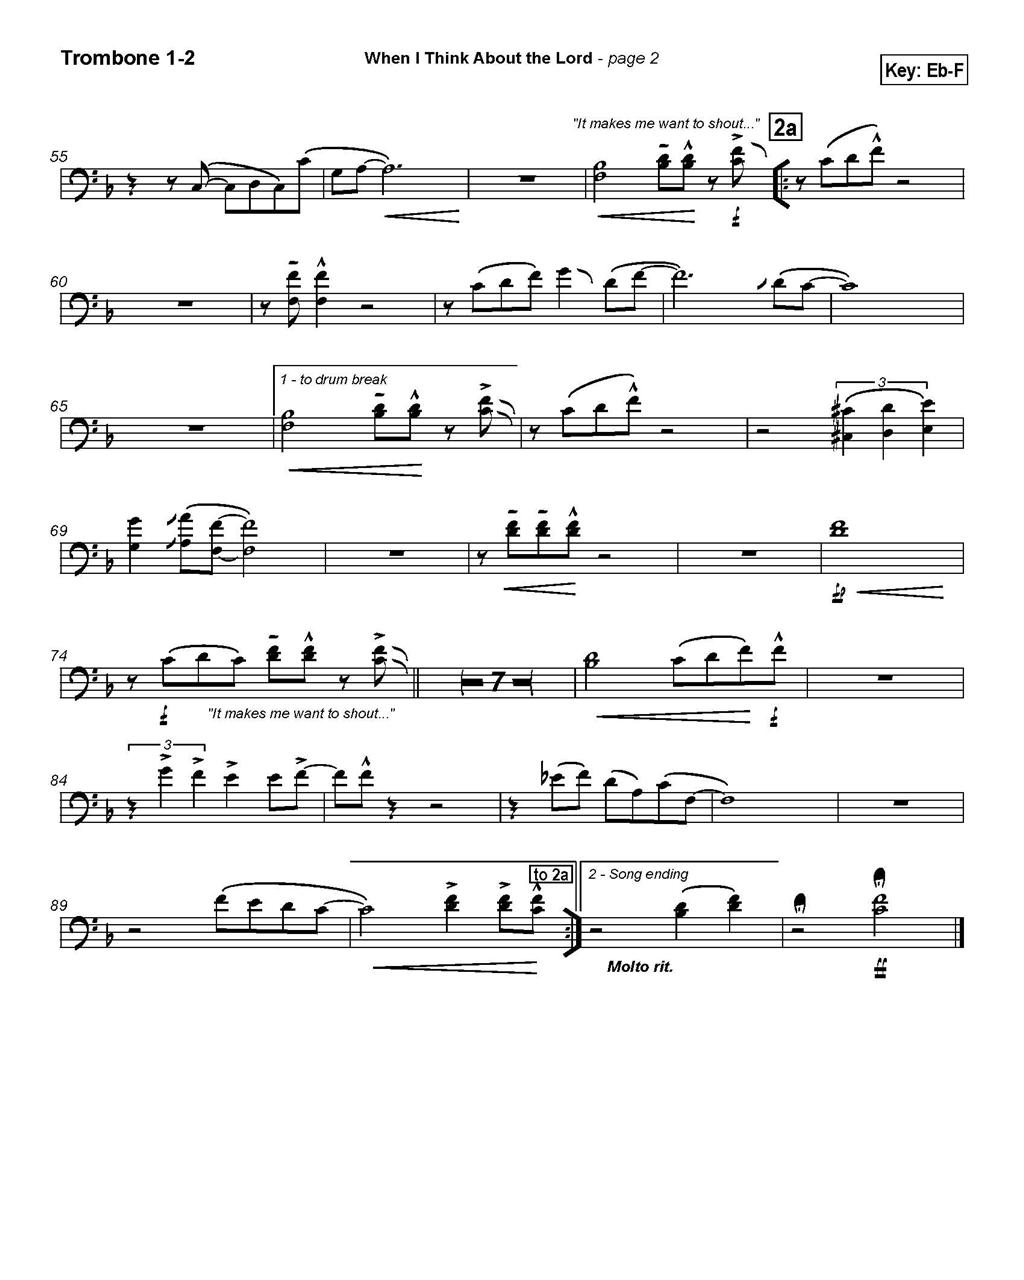 Trombone 1-2
When I Think About the Lord - page 2
Key: Eb-F
"It makes me want to shout..."
2a
55
60
1 - to drum break
65
3
69
74
7
"It makes me want to shout..."
3
84
to 2a
2 - Song ending
89
Molto rit.